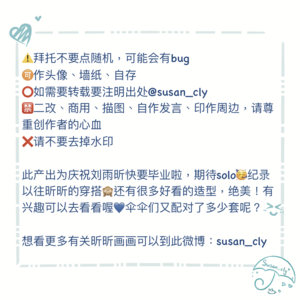 ⚠️拜托不要点随机，可能会有bug
🉑作头像、墙纸、自存
⭕如需要转载要注明出处@susan_cly
🈲二改、商用、描图、自作发言、印作周边，请尊
重创作者的心血
❌请不要去掉水印
此产出为庆祝刘雨昕快要毕业啦，期待solo🥳纪录
以往昕昕的穿搭🙈还有很多好看的造型，绝美！有
兴趣可以去看看喔💙伞伞们又配对了多少套呢？
想看更多有关昕昕画画可以到此微博：susan_cly
Susan_cly